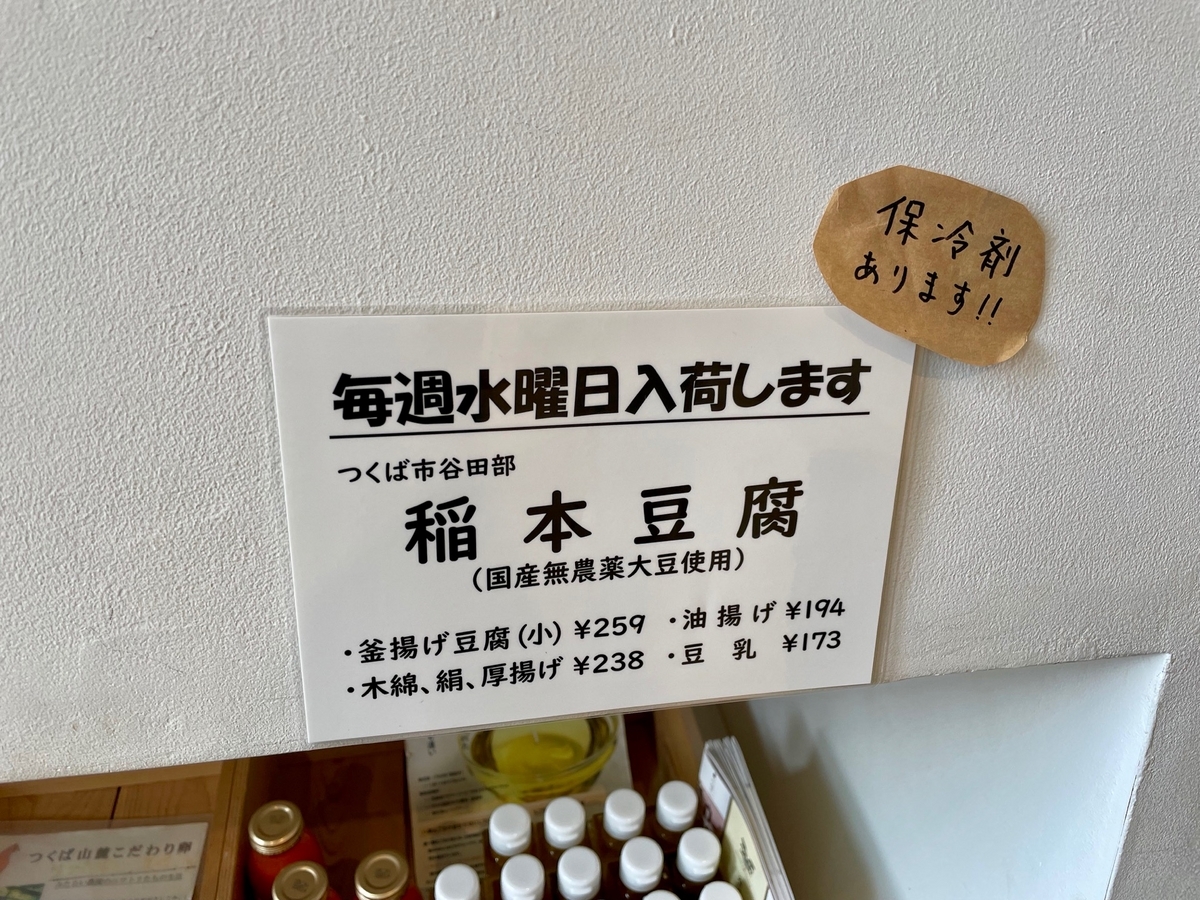 保冷剤
あります!!
毎週水曜日入荷します
つくば市谷田部
稲本豆腐
(国産無農薬大豆使用)
・釜揚げ豆腐(小) ¥259 ・油揚げ ¥194
・木綿、絹、厚揚げ ¥238 ・豆乳 ¥173
つくば山麓こだわり卵